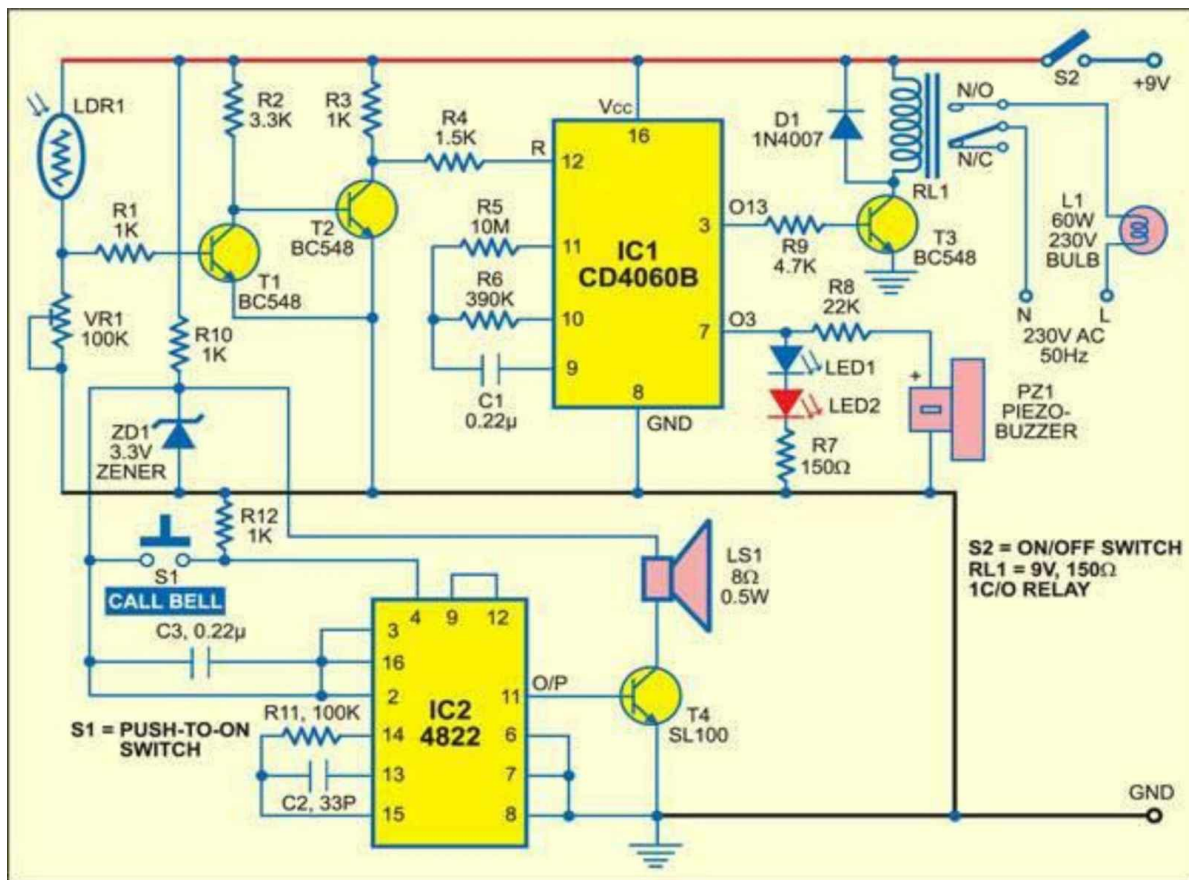 S2
+9V
LDR1
R2
3.3K
R3
1K
R4
1.5K
VCC
16
R
12
D1
1N4007
N/O
N/C
RL1
R1
1K
T1
BC548
T2
BC548
R5
10M
11
R6
390K
10
9
C1
0.22µ
IC1
CD4060B
3
O13
R9
4.7K
T3
BC548
L1
60W
230V
BULB
N
L
230V AC
50Hz
7
O3
R8
22K
8
GND
LED1
LED2
R7
150Ω
+
PZ1
PIEZO-
BUZZER
VR1
100K
R10
1K
ZD1
3.3V
ZENER
R12
1K
S1
CALL BELL
C3, 0.22µ
S1 = PUSH-TO-ON
SWITCH
LS1
8Ω
0.5W
S2 = ON/OFF SWITCH
RL1 = 9V, 150Ω
1C/O RELAY
4
9
12
3
16
2
R11, 100K
14
13
C2, 33P
15
IC2
4822
11
O/P
6
7
8
T4
SL100
GND